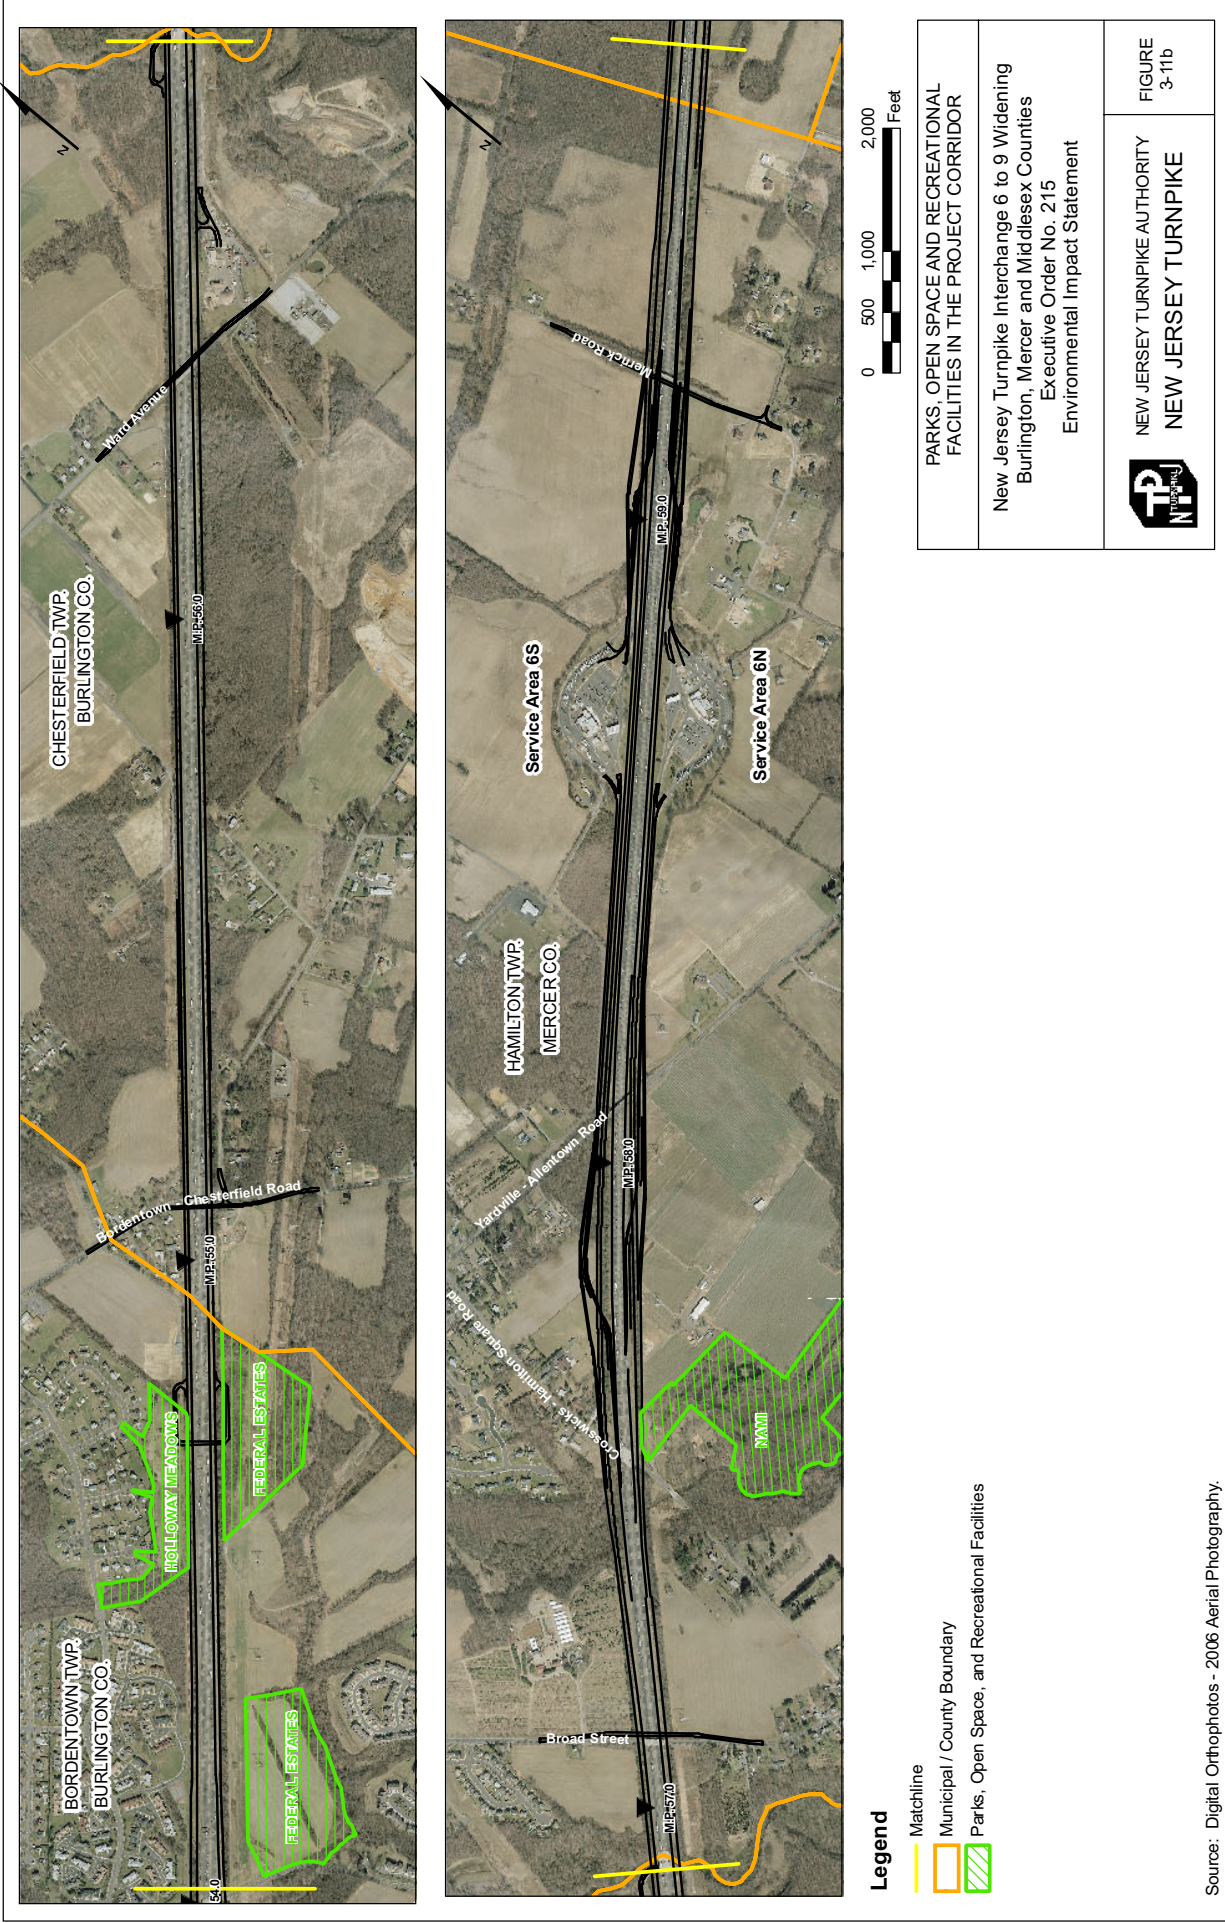 BORDENTOWN TWP.
BURLINGTON CO.
CHESTERFIELD TWP.
BURLINGTON CO.
HOLLOWAY MEADOWS
FEDERAL ESTATES
FEDERAL ESTATES
54.0
M.P. 55.0
M.P. 56.0
Bordentown - Chesterfield Road
Ward Avenue
N
HAMILTON TWP.
MERCER CO.
M.P. 57.0
M.P. 58.0
M.P. 59.0
Broad Street
Crosswicks - Hamilton Square Road
Yardville - Allentown Road
Merrick Road
NAMI
Service Area 6S
Service Area 6N
N
Legend
Matchline
Municipal / County Boundary
Parks, Open Space, and Recreational Facilities
Source: Digital Orthophotos - 2006 Aerial Photography.
0 500 1,000 2,000
Feet
PARKS, OPEN SPACE AND RECREATIONAL
FACILITIES IN THE PROJECT CORRIDOR
New Jersey Turnpike Interchange 6 to 9 Widening
Burlington, Mercer and Middlesex Counties
Executive Order No. 215
Environmental Impact Statement
NEW JERSEY TURNPIKE AUTHORITY
NEW JERSEY TURNPIKE
FIGURE
3-11b